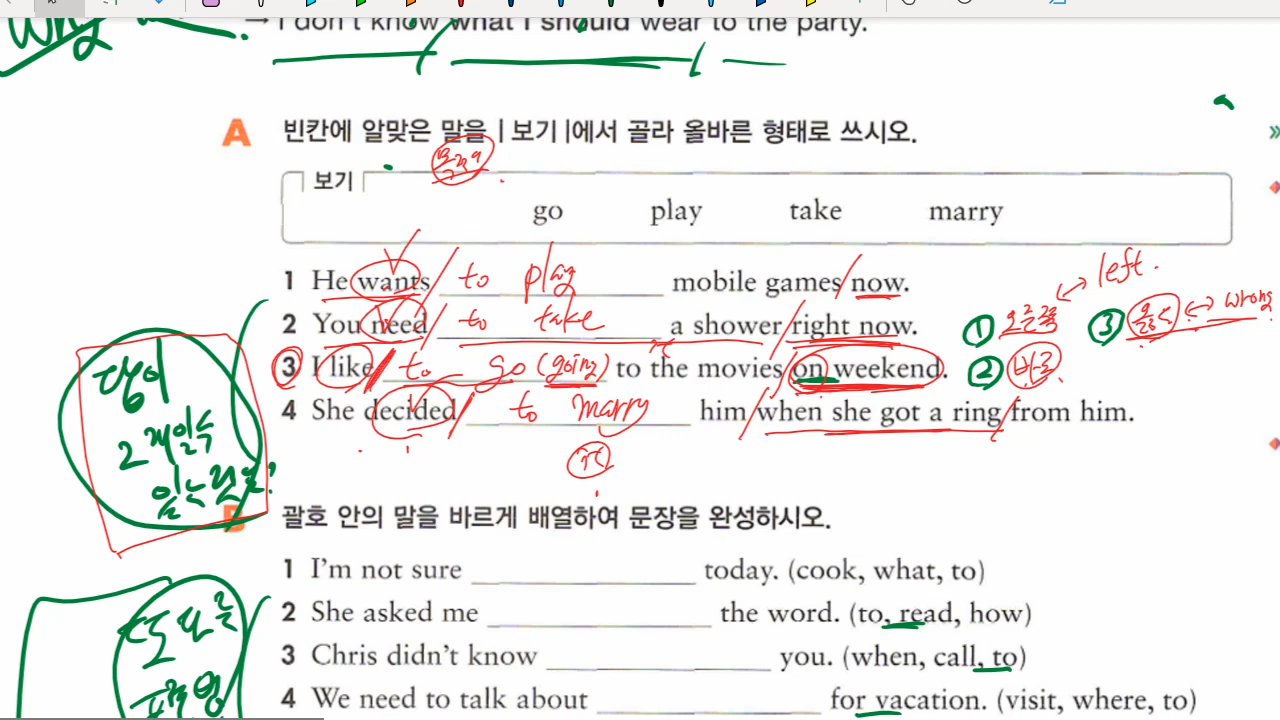 Why
→ I don't know what I should wear to the party.
A 빈칸에 알맞은 말을 | 보기 |에서 골라 올바른 형태로 쓰시오.
보기
go play take marry
1 He wants to play mobile games now.
left.
2 You need to take a shower right now.
① 오른쪽 ③ 옳은 wrong
3 I like to go (going) to the movies on weekend.
② 바로
4 She decided to marry him when she got a ring from him.
답이
2개일수
있는
B 괄호 안의 말을 바르게 배열하여 문장을 완성하시오.
1 I'm not sure ____________ today. (cook, what, to)
2 She asked me ____________ the word. (to, read, how)
3 Chris didn't know ____________ you. (when, call, to)
4 We need to talk about ____________ for vacation. (visit, where, to)